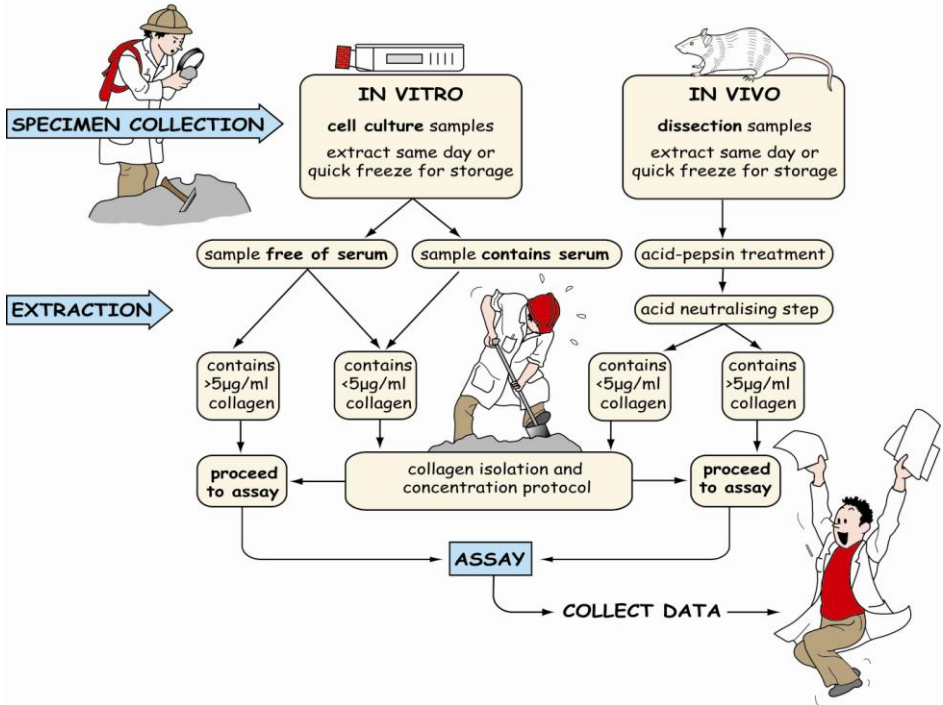 SPECIMEN COLLECTION
IN VITRO
cell culture samples
extract same day or
quick freeze for storage
IN VIVO
dissection samples
extract same day or
quick freeze for storage
sample free of serum
sample contains serum
acid-pepsin treatment
EXTRACTION
acid neutralising step
contains
>5µg/ml
collagen
contains
<5µg/ml
collagen
contains
<5µg/ml
collagen
contains
>5µg/ml
collagen
proceed
to assay
collagen isolation and
concentration protocol
proceed
to assay
ASSAY
COLLECT DATA